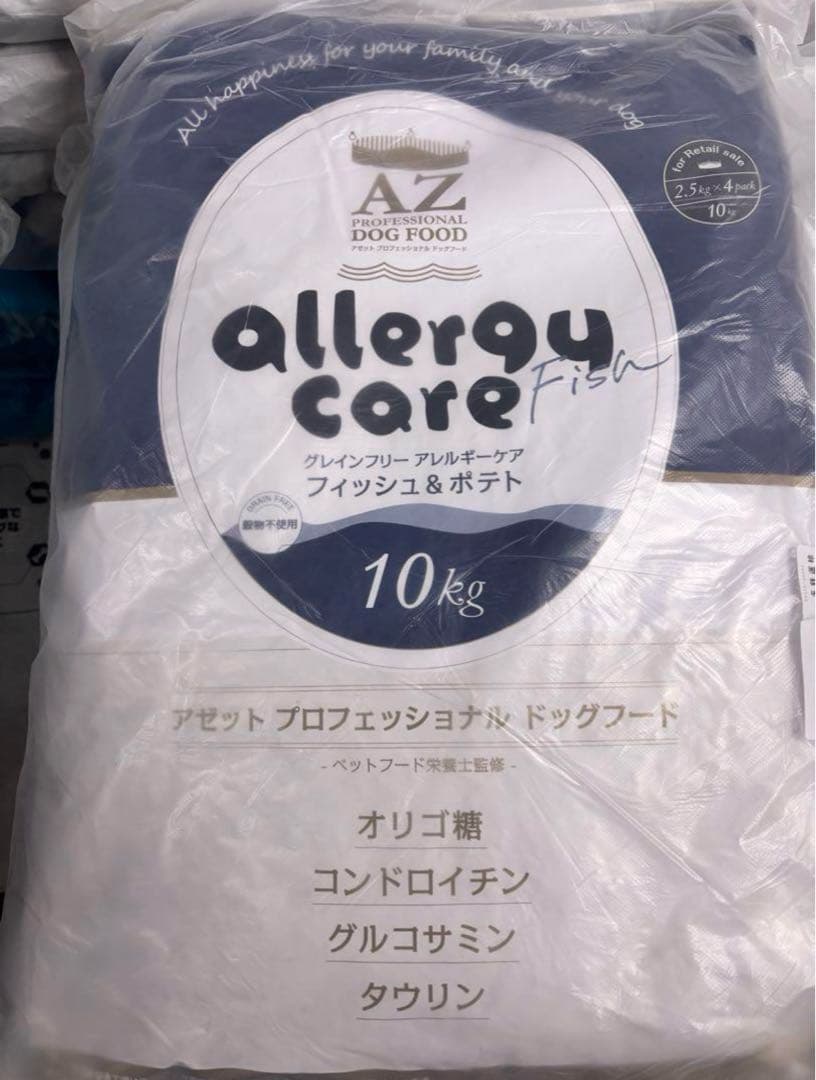 All happiness for your family and your dog
for Retail sale
2.5kg×4pack
10kg
AZ
PROFESSIONAL
DOG FOOD
アゼット プロフェッショナル ドッグフード
allergy
care Fish
グレインフリー アレルギーケア
フィッシュ&ポテト
GRAIN FREE
穀物不使用
10kg
アゼット プロフェッショナル ドッグフード
- ペットフード栄養士監修 -
オリゴ糖
コンドロイチン
グルコサミン
タウリン